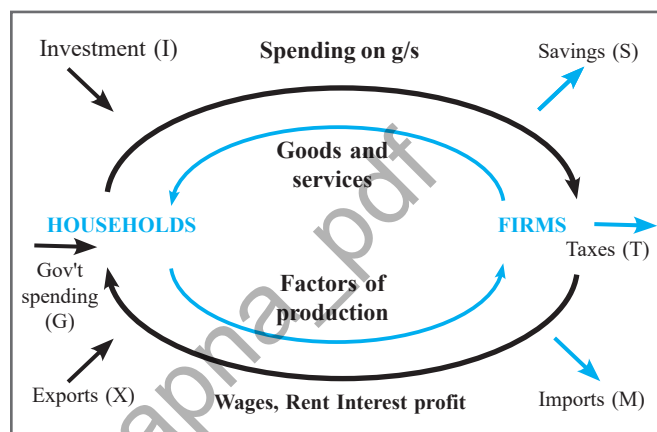 Investment (I)
Spending on g/s
Savings (S)
Goods and
services
HOUSEHOLDS
FIRMS
Taxes (T)
Gov't
spending
(G)
Factors of
production
Exports (X)
Wages, Rent Interest profit
Imports (M)
apna_pdf